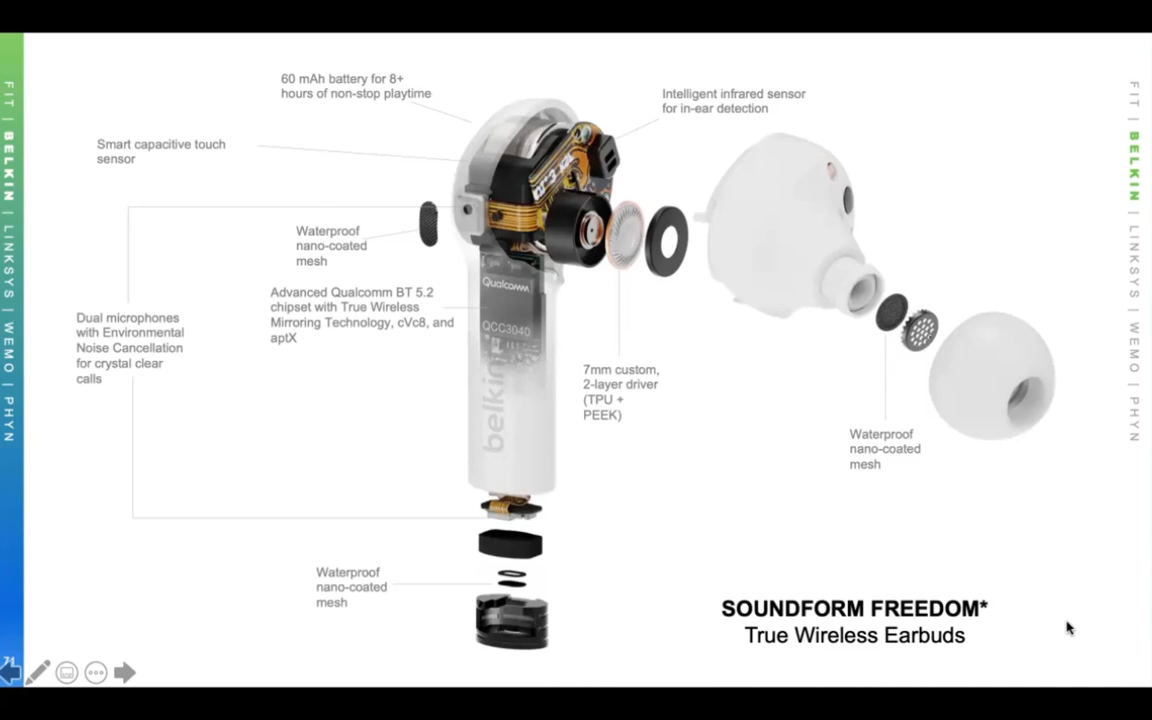 FIT | BELKIN | LINKSYS | WEMO | PHYN
60 mAh battery for 8+
hours of non-stop playtime
Intelligent infrared sensor
for in-ear detection
Smart capacitive touch
sensor
Waterproof
nano-coated
mesh
Advanced Qualcomm BT 5.2
chipset with True Wireless
Mirroring Technology, cVc8, and
aptX
Qualcomm
QCC3040
belkin
Dual microphones
with Environmental
Noise Cancellation
for crystal clear
calls
7mm custom,
2-layer driver
(TPU +
PEEK)
Waterproof
nano-coated
mesh
Waterproof
nano-coated
mesh
SOUNDFORM FREEDOM*
True Wireless Earbuds
FIT | BELKIN | LINKSYS | WEMO | PHYN